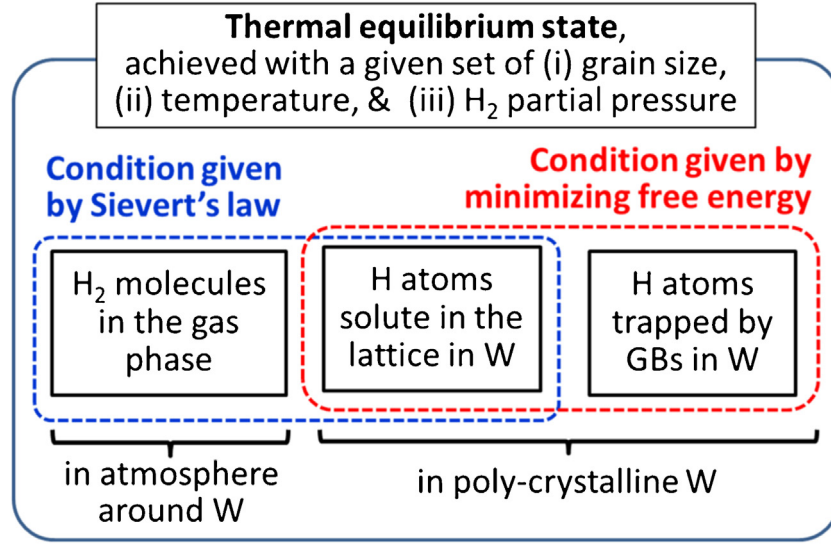 Thermal equilibrium state,
achieved with a given set of (i) grain size,
(ii) temperature, & (iii) H₂ partial pressure
Condition given
by Sievert's law
Condition given by
minimizing free energy
H₂ molecules
in the gas
phase
H atoms
solute in the
lattice in W
H atoms
trapped by
GBs in W
in atmosphere
around W
in poly-crystalline W